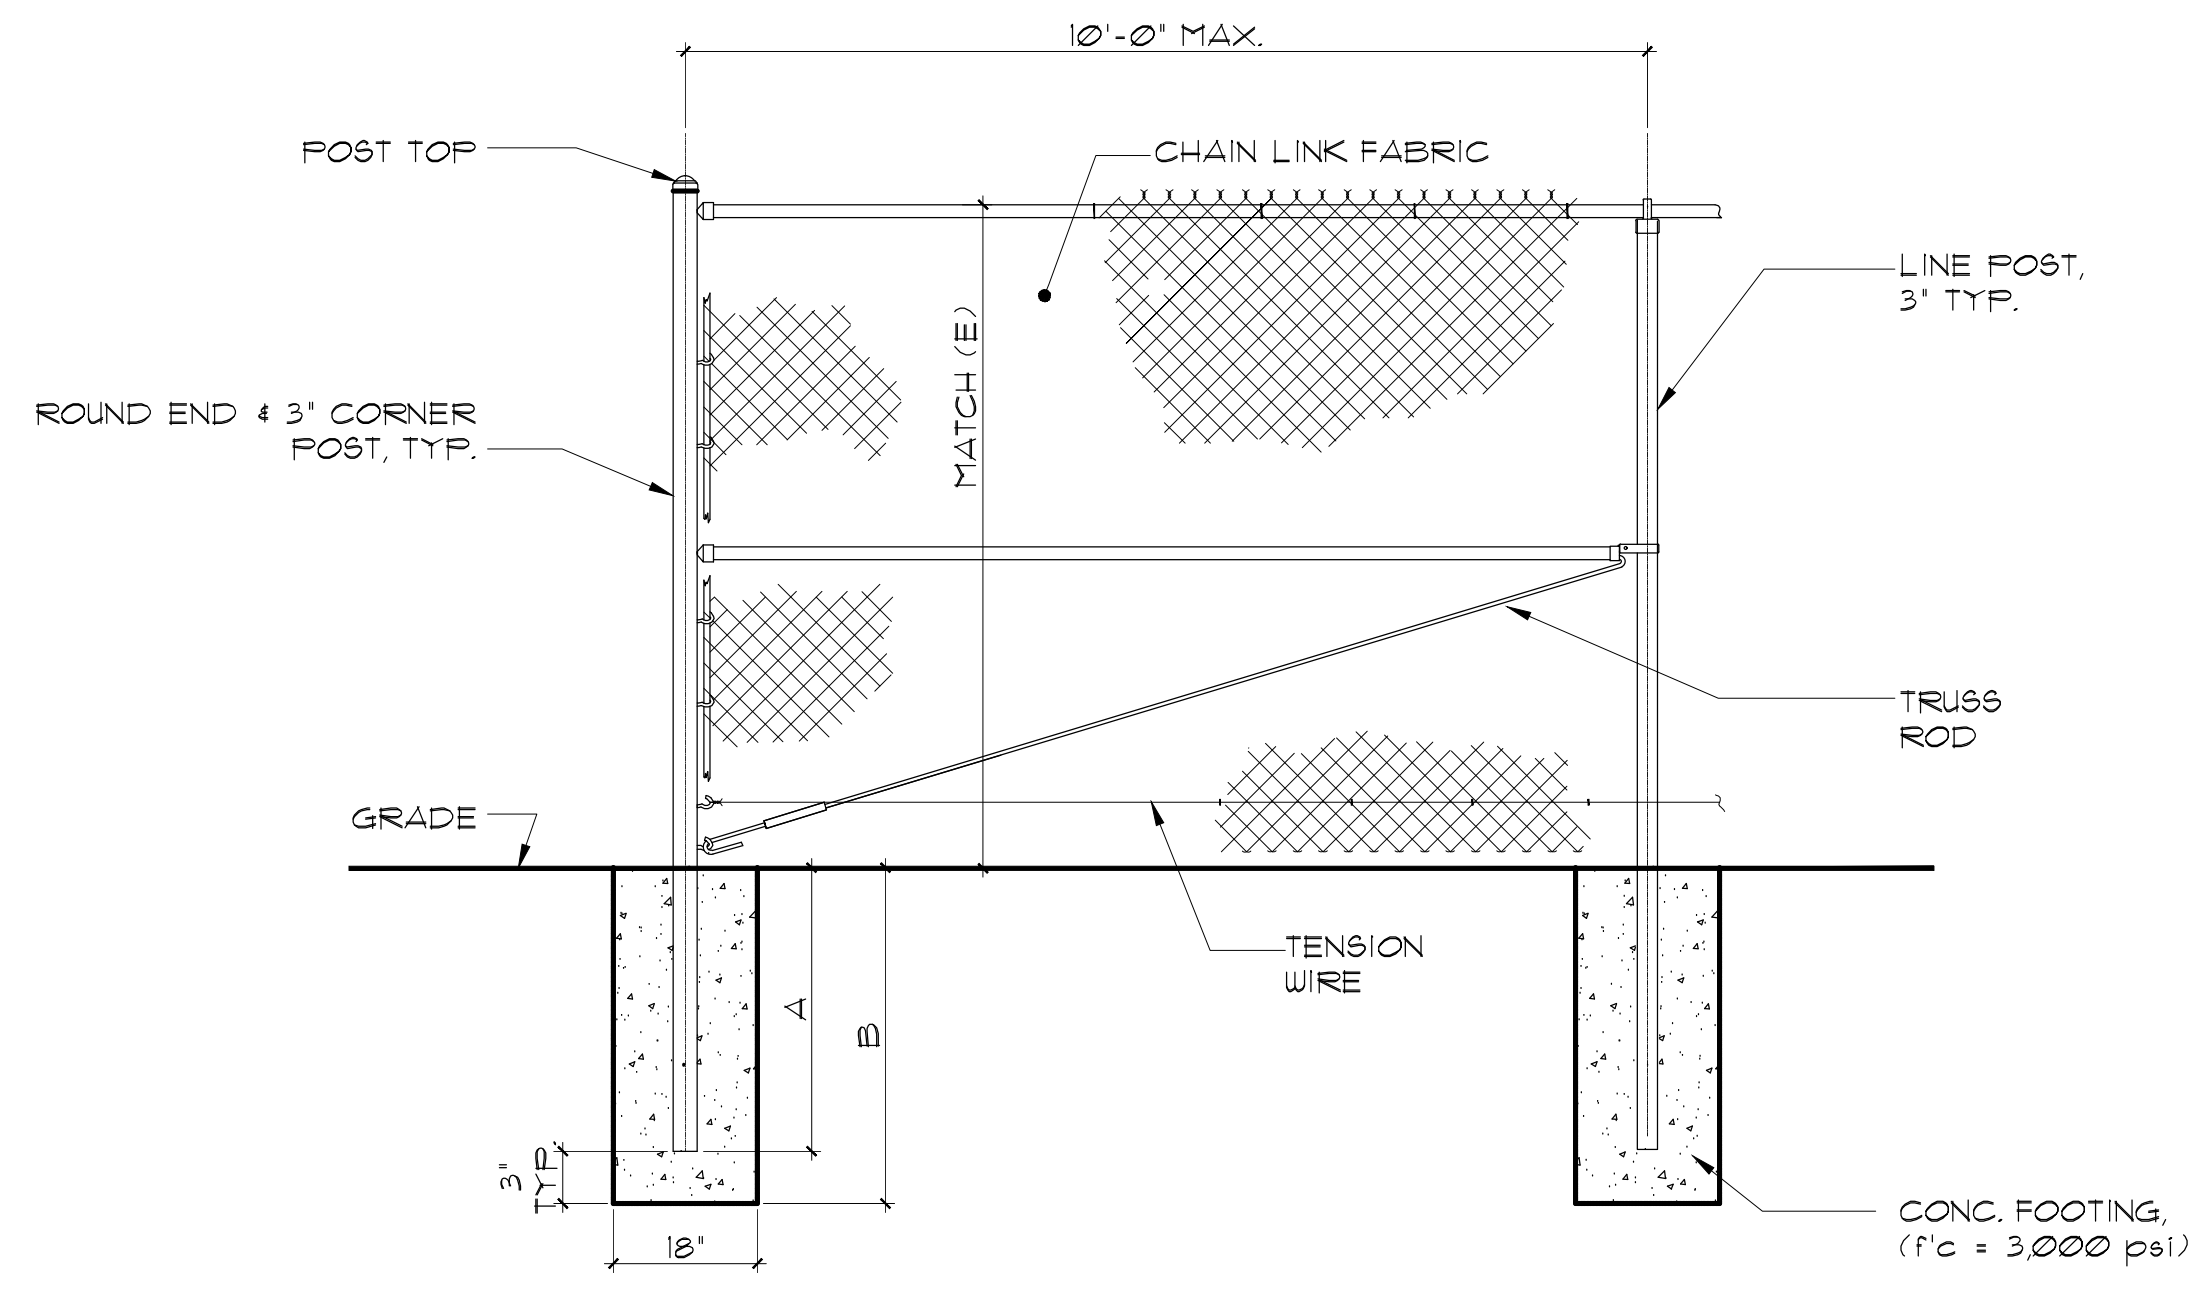 10'-0" MAX.
POST TOP
CHAIN LINK FABRIC
LINE POST,
3" TYP.
MATCH (E)
ROUND END & 3" CORNER
POST, TYP.
TRUSS
ROD
GRADE
TENSION
WIRE
A
B
3"
TYP.
18"
CONC. FOOTING,
(f'c = 3,000 psi)